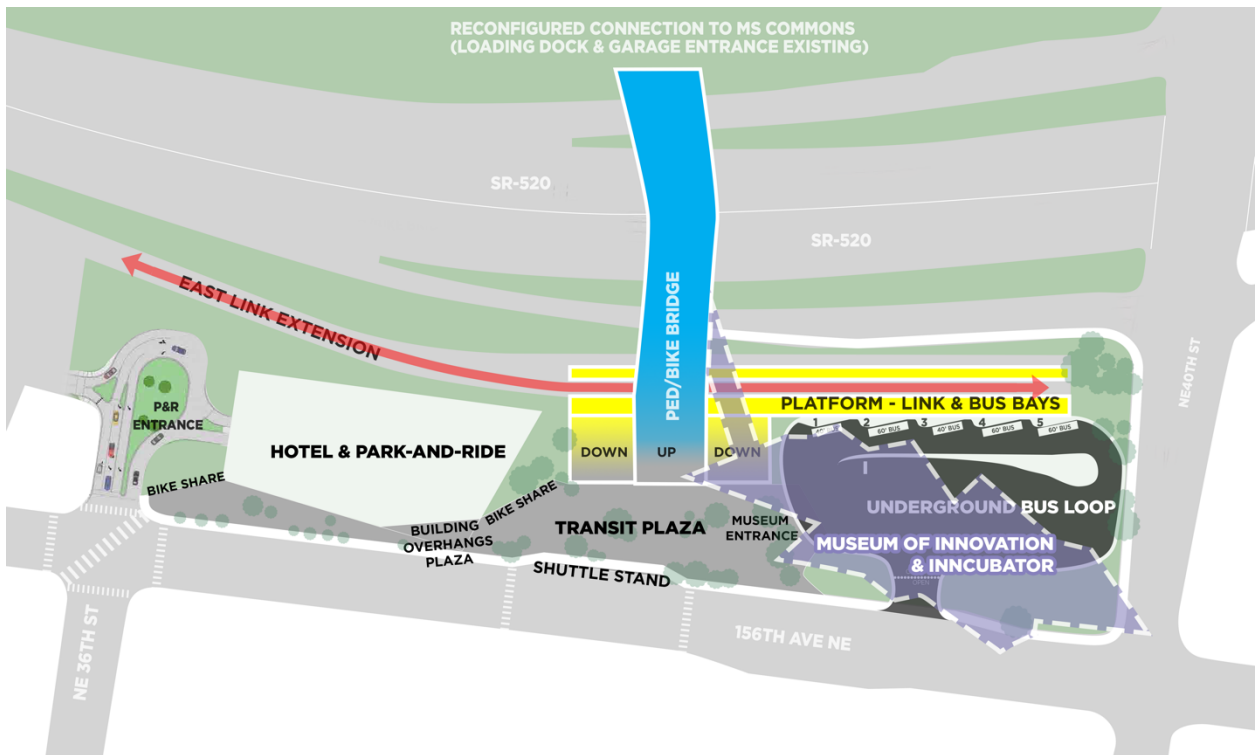 RECONFIGURED CONNECTION TO MS COMMONS
(LOADING DOCK & GARAGE ENTRANCE EXISTING)
SR-520
SR-520
EAST LINK EXTENSION
PED/BIKE BRIDGE
NE40TH ST
P&R
ENTRANCE
PLATFORM - LINK & BUS BAYS
1 2 3 4 5
60' BUS
40' BUS
60' BUS
60' BUS
HOTEL & PARK-AND-RIDE
DOWN
UP
DOWN
BIKE SHARE
BIKE SHARE
UNDERGROUND BUS LOOP
BUILDING
OVERHANGS
PLAZA
TRANSIT PLAZA
MUSEUM
ENTRANCE
MUSEUM OF INNOVATION
& INNCUBATOR
SHUTTLE STAND
OPEN
156TH AVE NE
NE 36TH ST